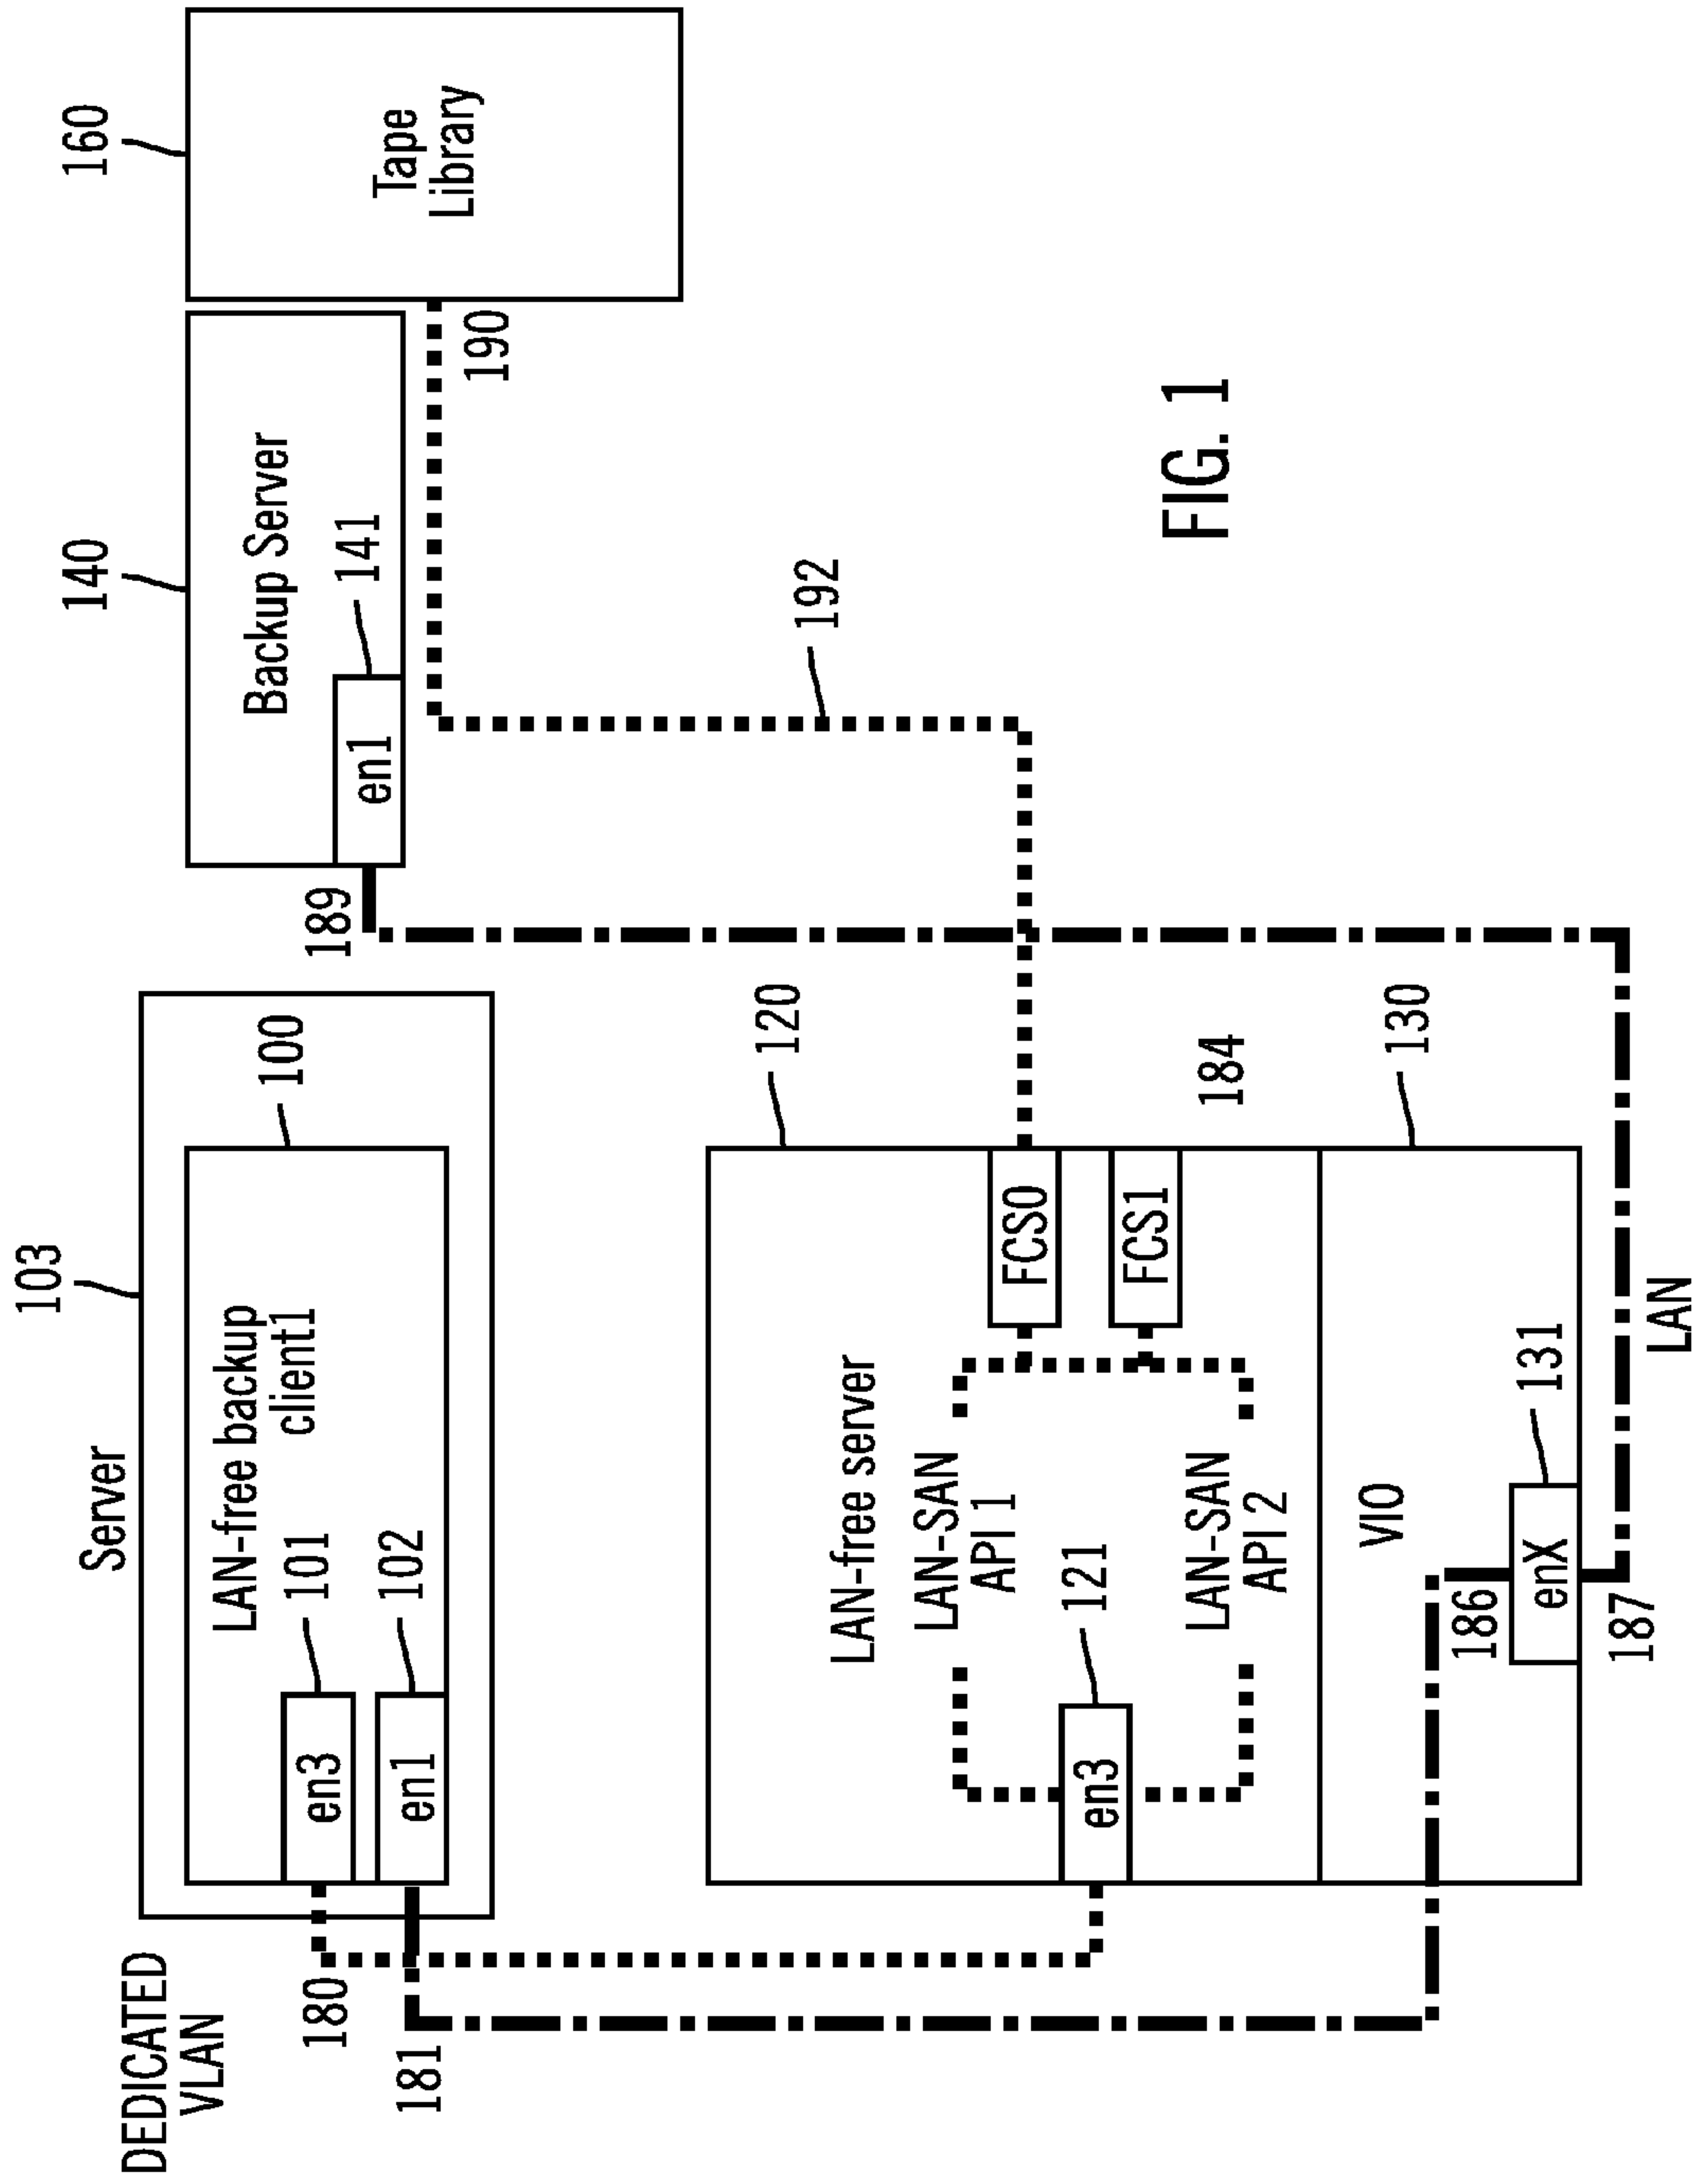 103
Server
100
LAN-free backup
client1
101
en3
102
en1
DEDICATED
VLAN
180
181
140
Backup Server
141
en1
189
160
Tape
Library
190
192
120
LAN-free server
LAN-SAN
API 1
121
en3
LAN-SAN
API 2
FCS0
FCS1
184
130
VIO
186
enX
131
187
LAN
FIG. 1